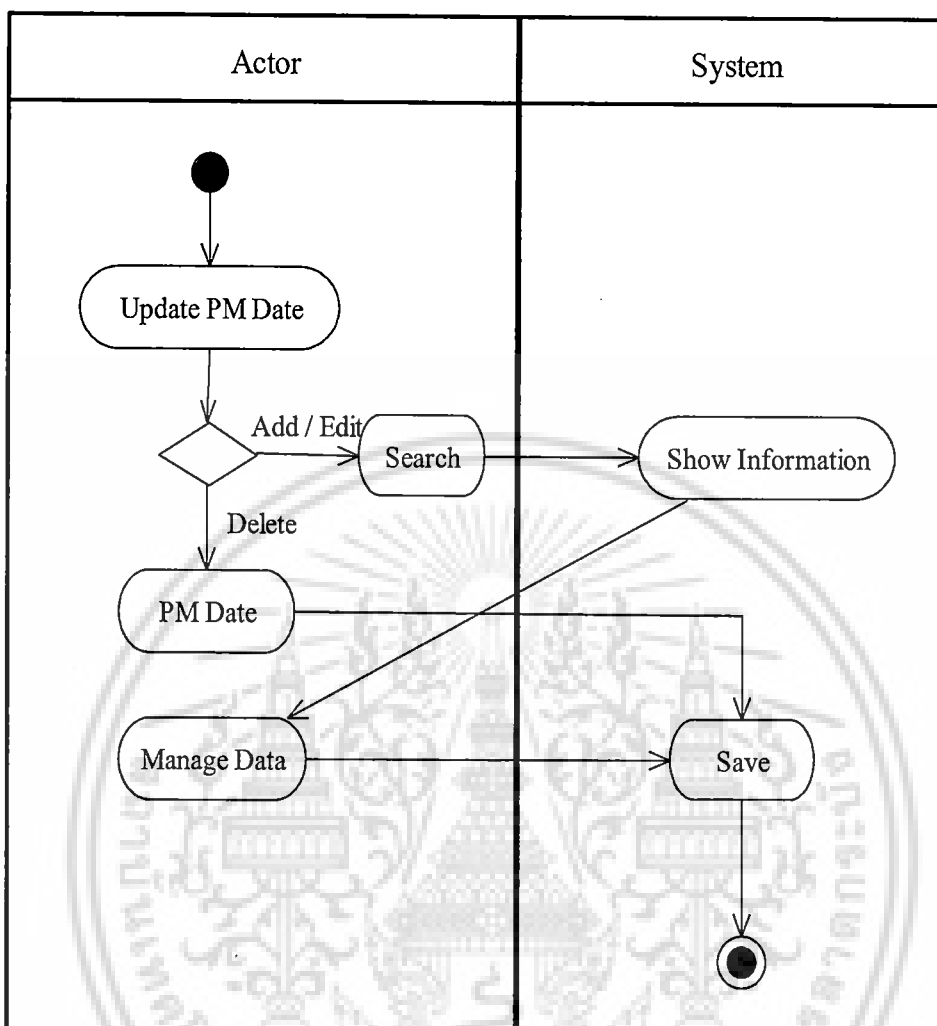 Actor
System
Update PM Date
Add / Edit
Search
Show Information
Delete
PM Date
Manage Data
Save